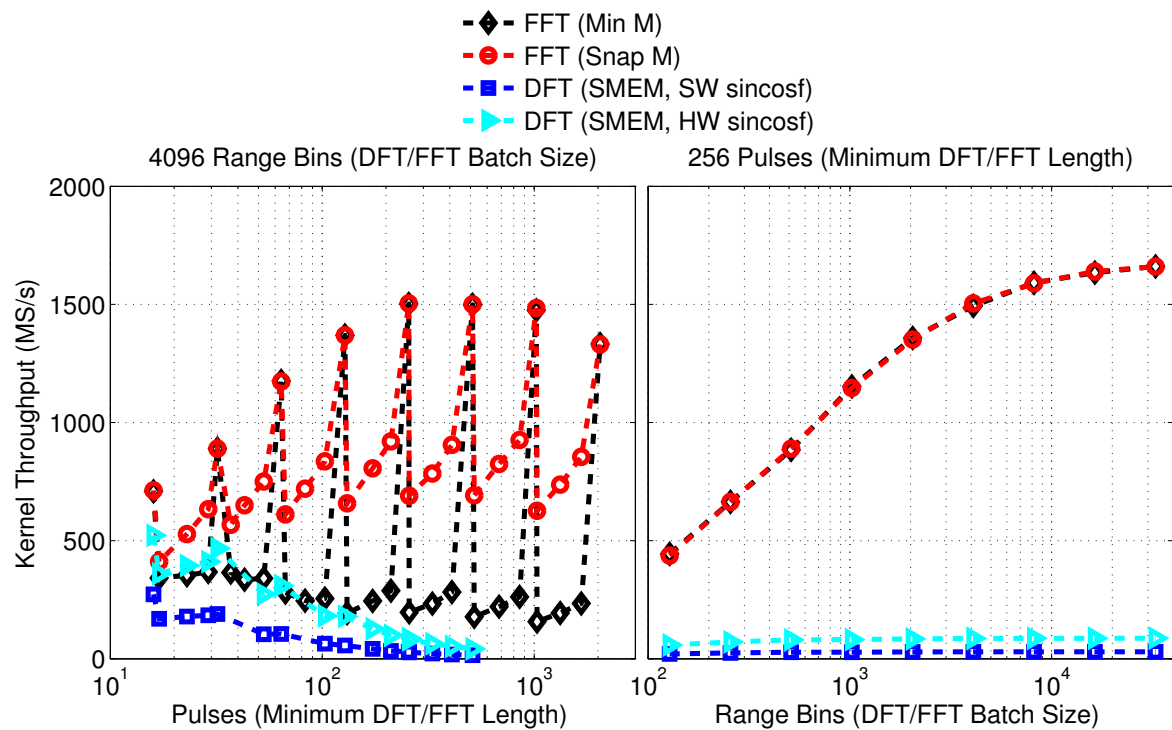 FFT (Min M)
FFT (Snap M)
DFT (SMEM, SW sincosf)
DFT (SMEM, HW sincosf)
4096 Range Bins (DFT/FFT Batch Size)
256 Pulses (Minimum DFT/FFT Length)
Kernel Throughput (MS/s)
2000
1500
1000
500
0
10^1
10^2
10^3
10^2
10^3
10^4
Pulses (Minimum DFT/FFT Length)
Range Bins (DFT/FFT Batch Size)